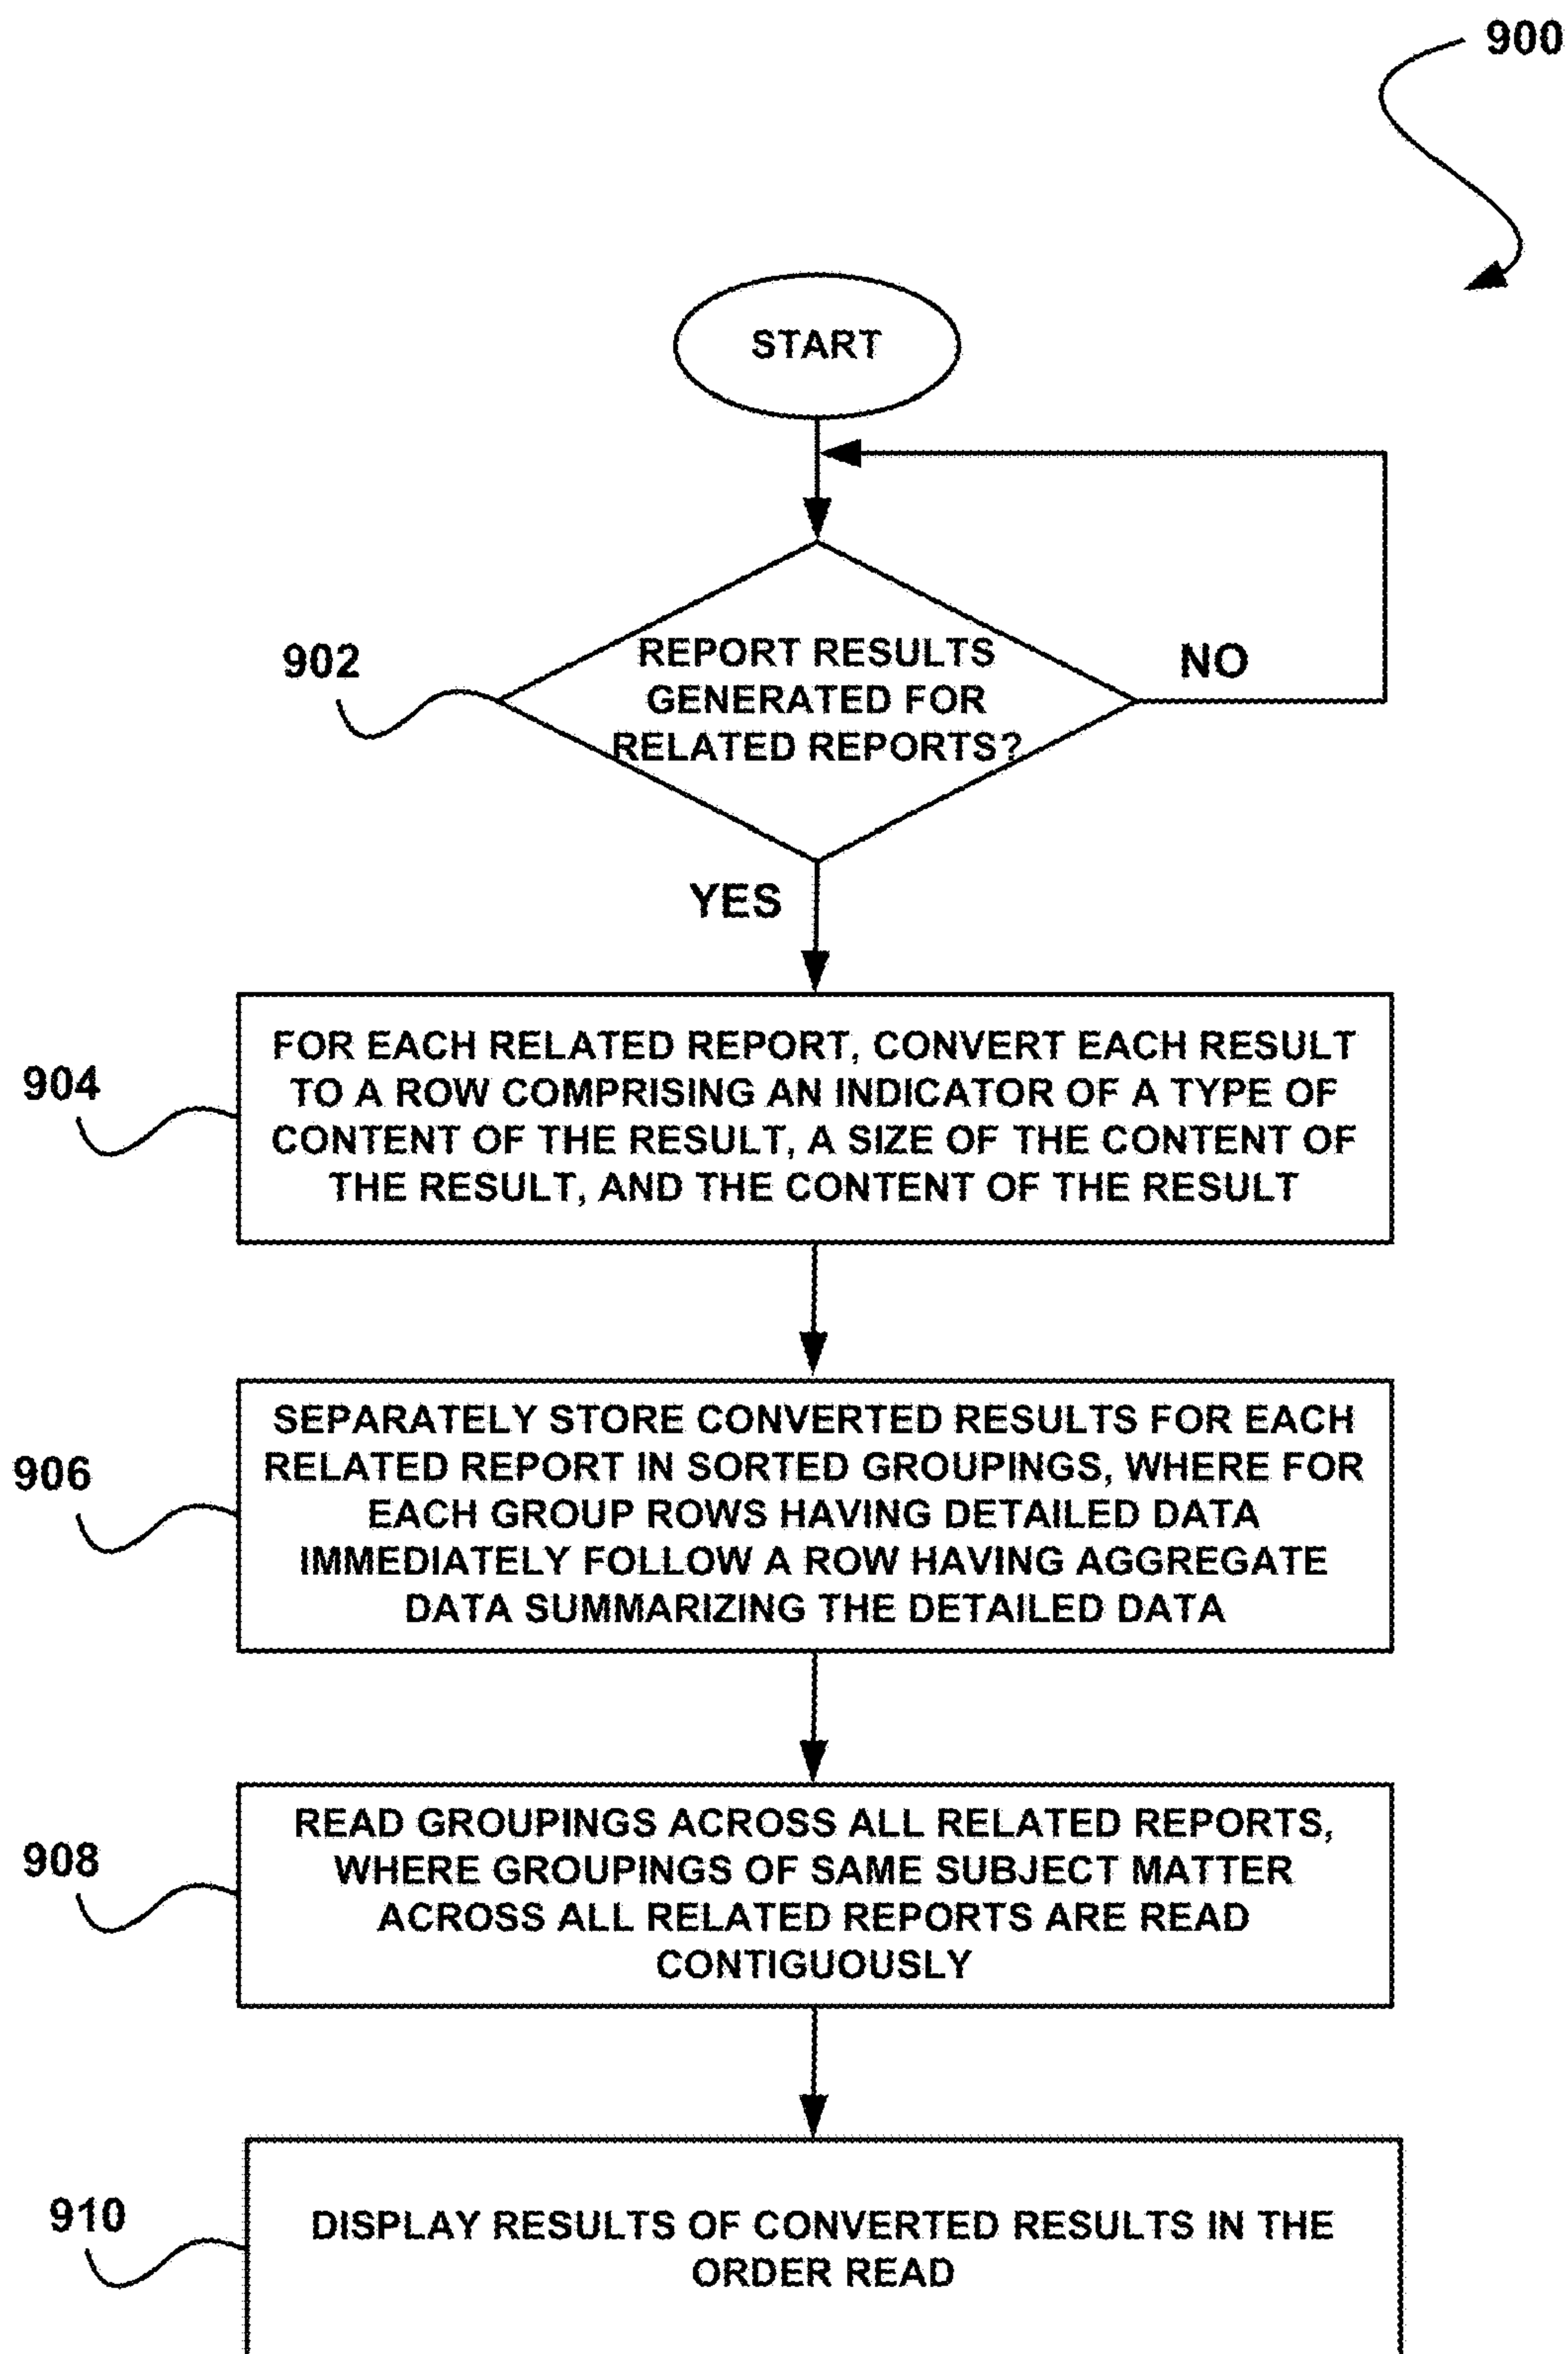 900
START
902
REPORT RESULTS
GENERATED FOR
RELATED REPORTS?
NO
YES
904
FOR EACH RELATED REPORT, CONVERT EACH RESULT
TO A ROW COMPRISING AN INDICATOR OF A TYPE OF
CONTENT OF THE RESULT, A SIZE OF THE CONTENT OF
THE RESULT, AND THE CONTENT OF THE RESULT
906
SEPARATELY STORE CONVERTED RESULTS FOR EACH
RELATED REPORT IN SORTED GROUPINGS, WHERE FOR
EACH GROUP ROWS HAVING DETAILED DATA
IMMEDIATELY FOLLOW A ROW HAVING AGGREGATE
DATA SUMMARIZING THE DETAILED DATA
908
READ GROUPINGS ACROSS ALL RELATED REPORTS,
WHERE GROUPINGS OF SAME SUBJECT MATTER
ACROSS ALL RELATED REPORTS ARE READ
CONTIGUOUSLY
910
DISPLAY RESULTS OF CONVERTED RESULTS IN THE
ORDER READ